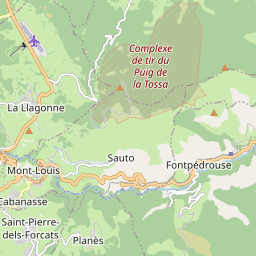 Complexe
de tir du
Puig de
la Tossa
La Llagonne
Sauto
Fontpédrouse
Mont-Louis
Cabanasse
Saint-Pierre-
dels-Forcats
Planès